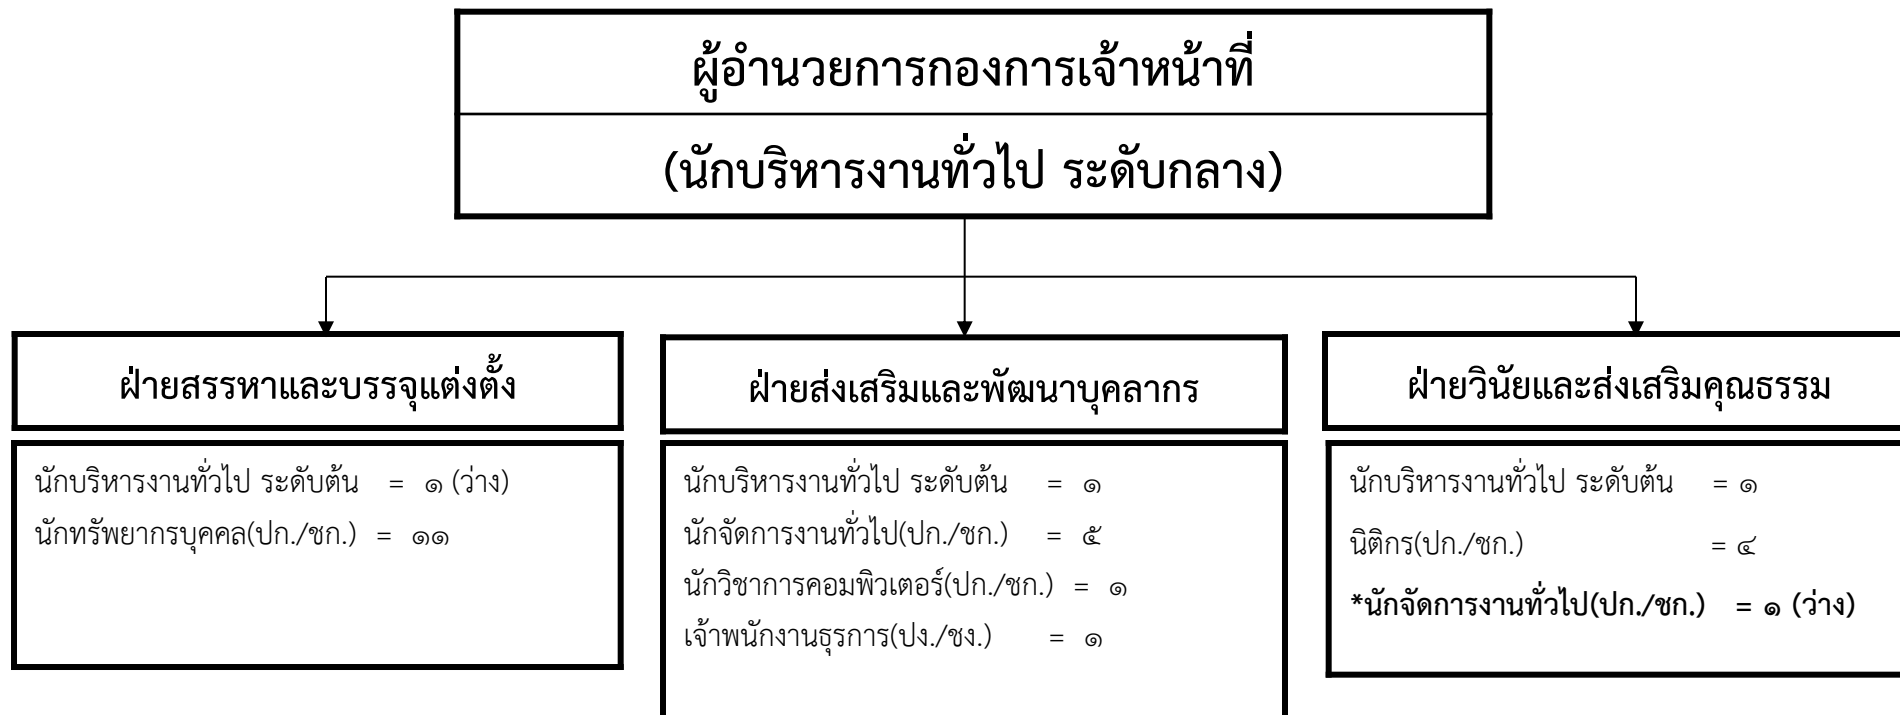 ผู้อำนวยการกองการเจ้าหน้าที่
(นักบริหารงานทั่วไป ระดับกลาง)
ฝ่ายสรรหาและบรรจุแต่งตั้ง
นักบริหารงานทั่วไป ระดับต้น = ๑ (ว่าง)
นักทรัพยากรบุคคล(ปก./ชก.) = ๑๑
ฝ่ายส่งเสริมและพัฒนาบุคลากร
นักบริหารงานทั่วไป ระดับต้น = ๑
นักจัดการงานทั่วไป(ปก./ชก.) = ๕
นักวิชาการคอมพิวเตอร์(ปก./ชก.) = ๑
เจ้าพนักงานธุรการ(ปง./ชง.) = ๑
ฝ่ายวินัยและส่งเสริมคุณธรรม
นักบริหารงานทั่วไป ระดับต้น = ๑
นิติกร(ปก./ชก.) = ๔
*นักจัดการงานทั่วไป(ปก./ชก.) = ๑ (ว่าง)